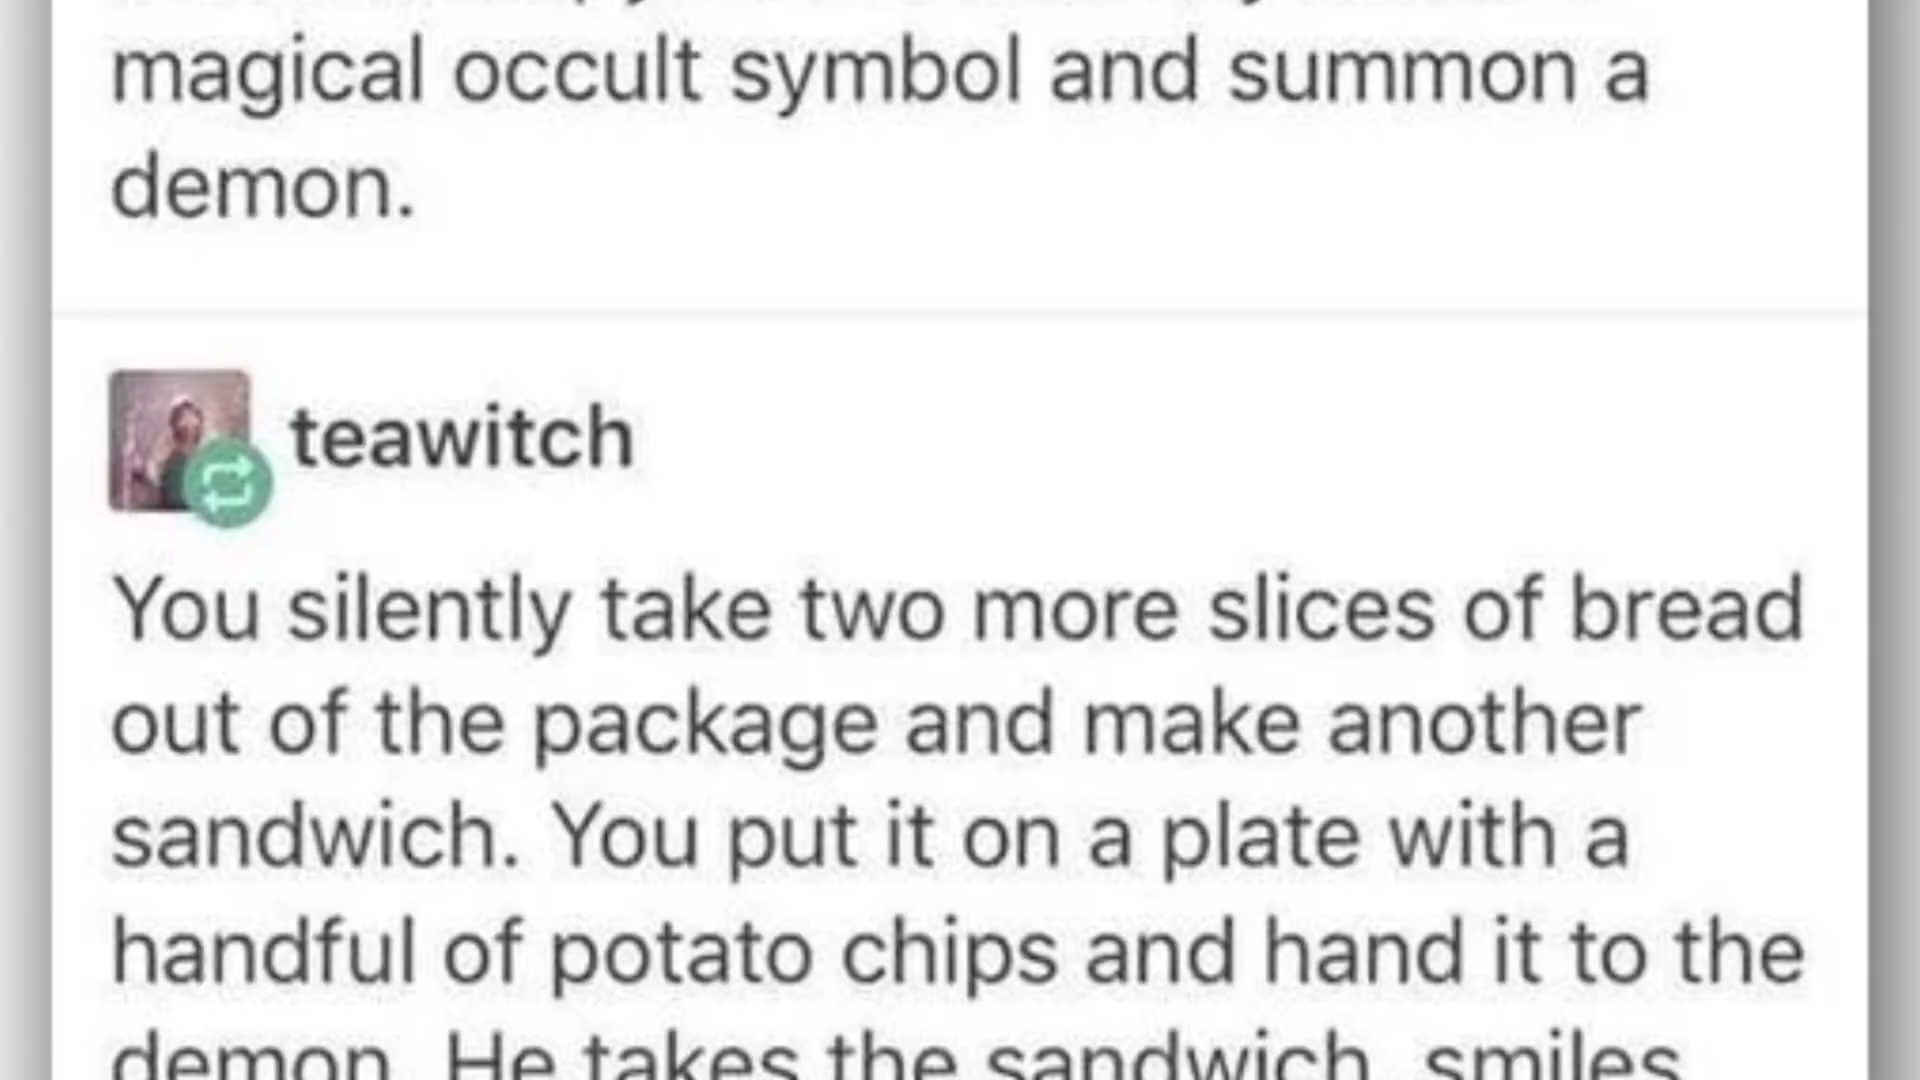 magical occult symbol and summon a
demon.
teawitch
You silently take two more slices of bread
out of the package and make another
sandwich. You put it on a plate with a
handful of potato chips and hand it to the
demon. He takes the sandwich, smiles